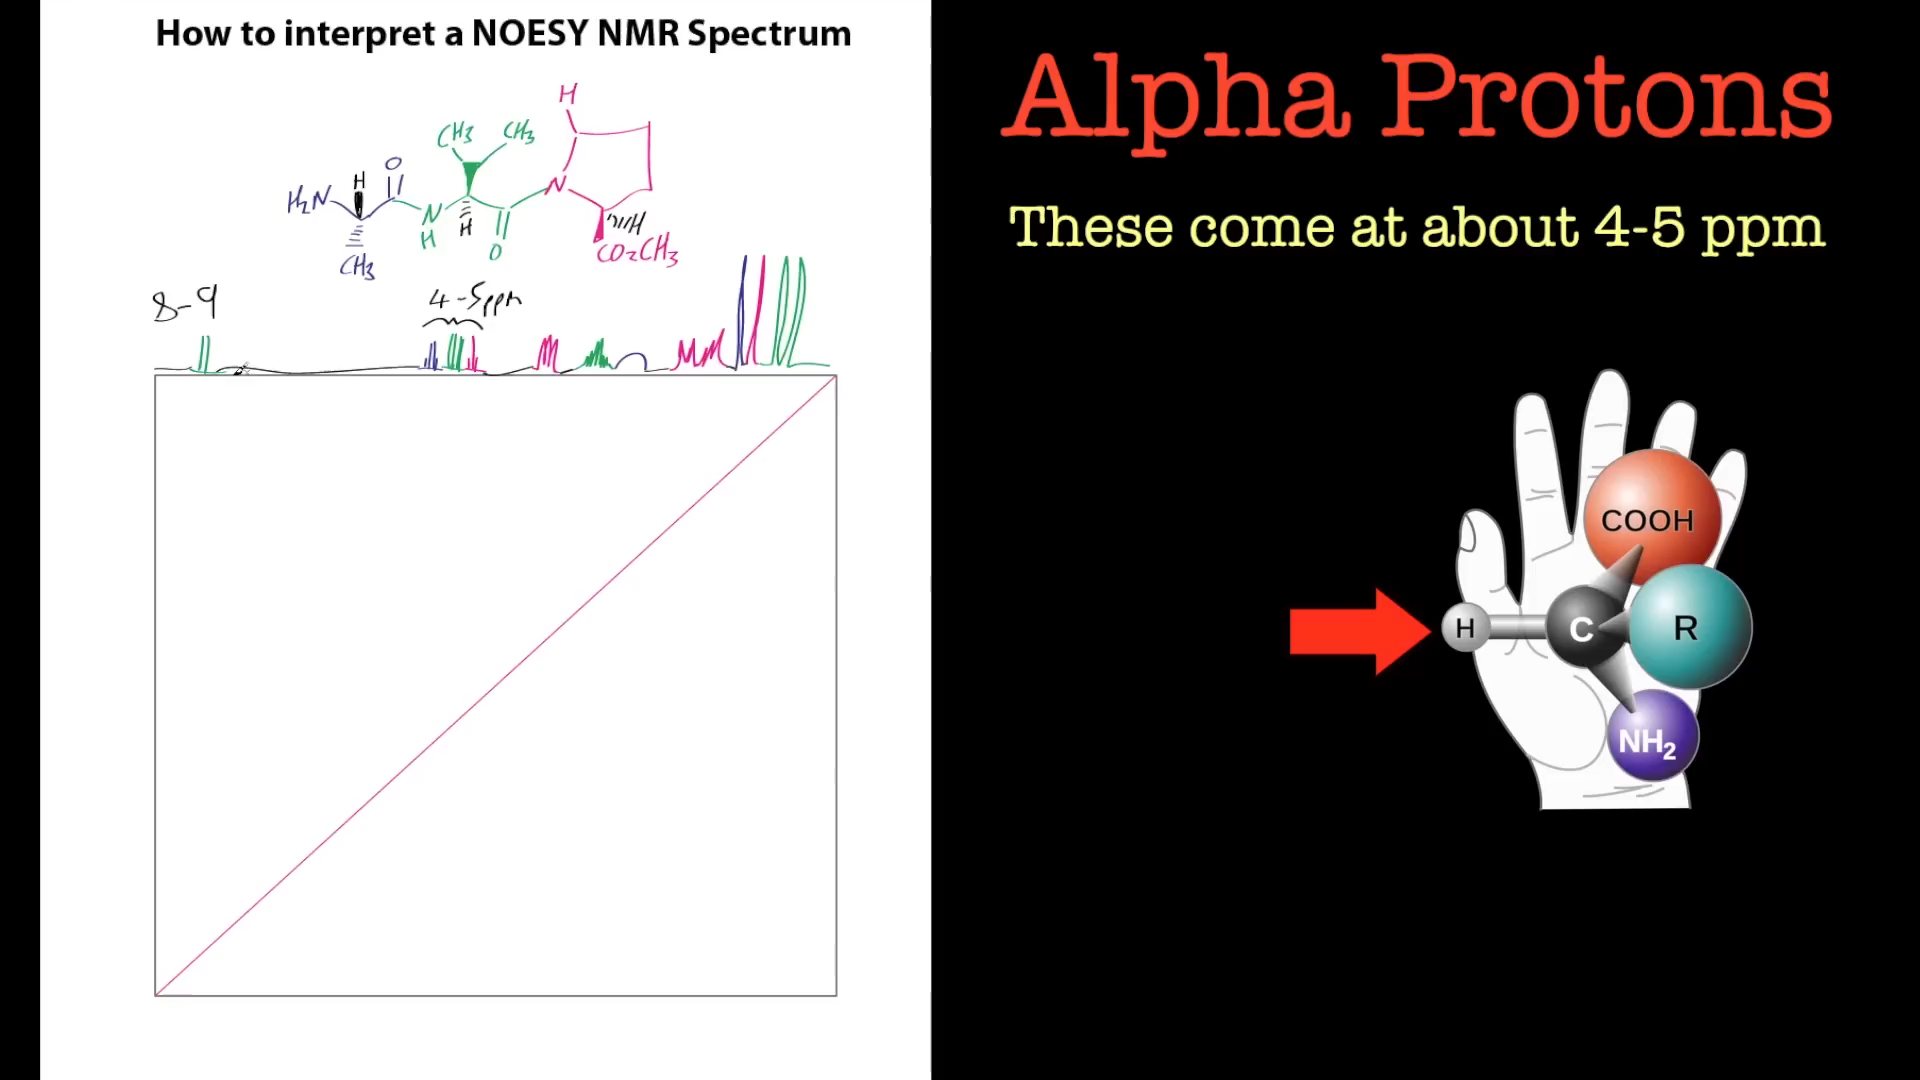 How to interpret a NOESY NMR Spectrum
H
CH3 CH3
O
H
H2N
N
N
H
H
H
O
CH3
CO2CH3
8-9
4-5ppm
Alpha Protons
These come at about 4-5 ppm
COOH
H C R
NH2